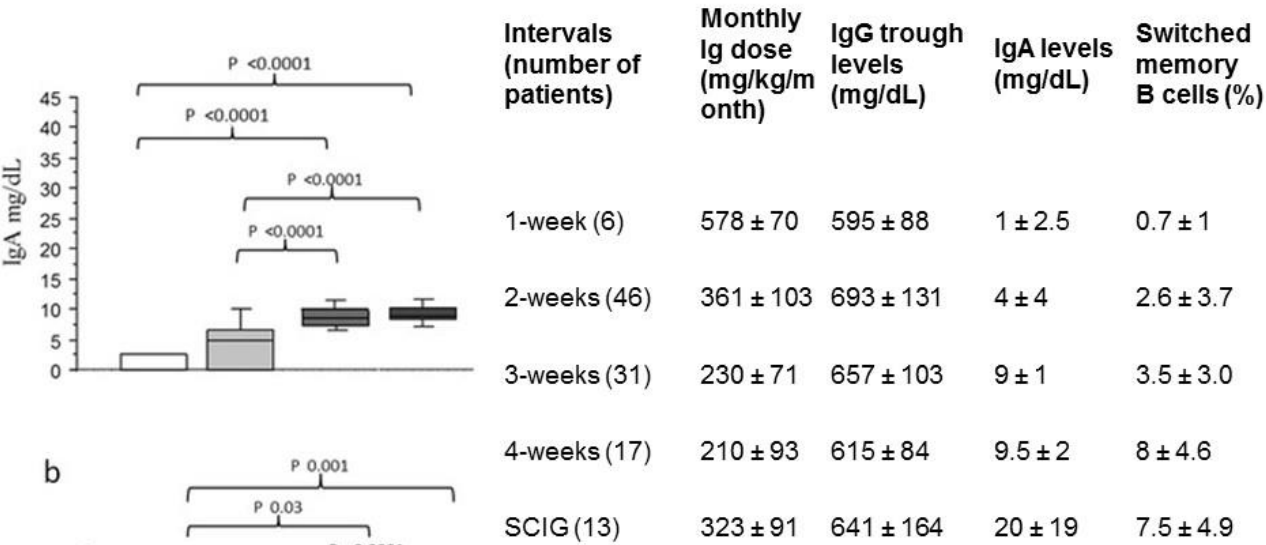 P <0.0001
P <0.0001
P <0.0001
P <0.0001
45
40
35
30
25
20
15
10
5
0
IgA mg/dL
b
P 0.001
P 0.03
Intervals (number of patients) Monthly Ig dose (mg/kg/month) IgG trough levels (mg/dL) IgA levels (mg/dL) Switched memory B cells (%)
1-week (6) 578 ± 70 595 ± 88 1 ± 2.5 0.7 ± 1
2-weeks (46) 361 ± 103 693 ± 131 4 ± 4 2.6 ± 3.7
3-weeks (31) 230 ± 71 657 ± 103 9 ± 1 3.5 ± 3.0
4-weeks (17) 210 ± 93 615 ± 84 9.5 ± 2 8 ± 4.6
SCIG (13) 323 ± 91 641 ± 164 20 ± 19 7.5 ± 4.9